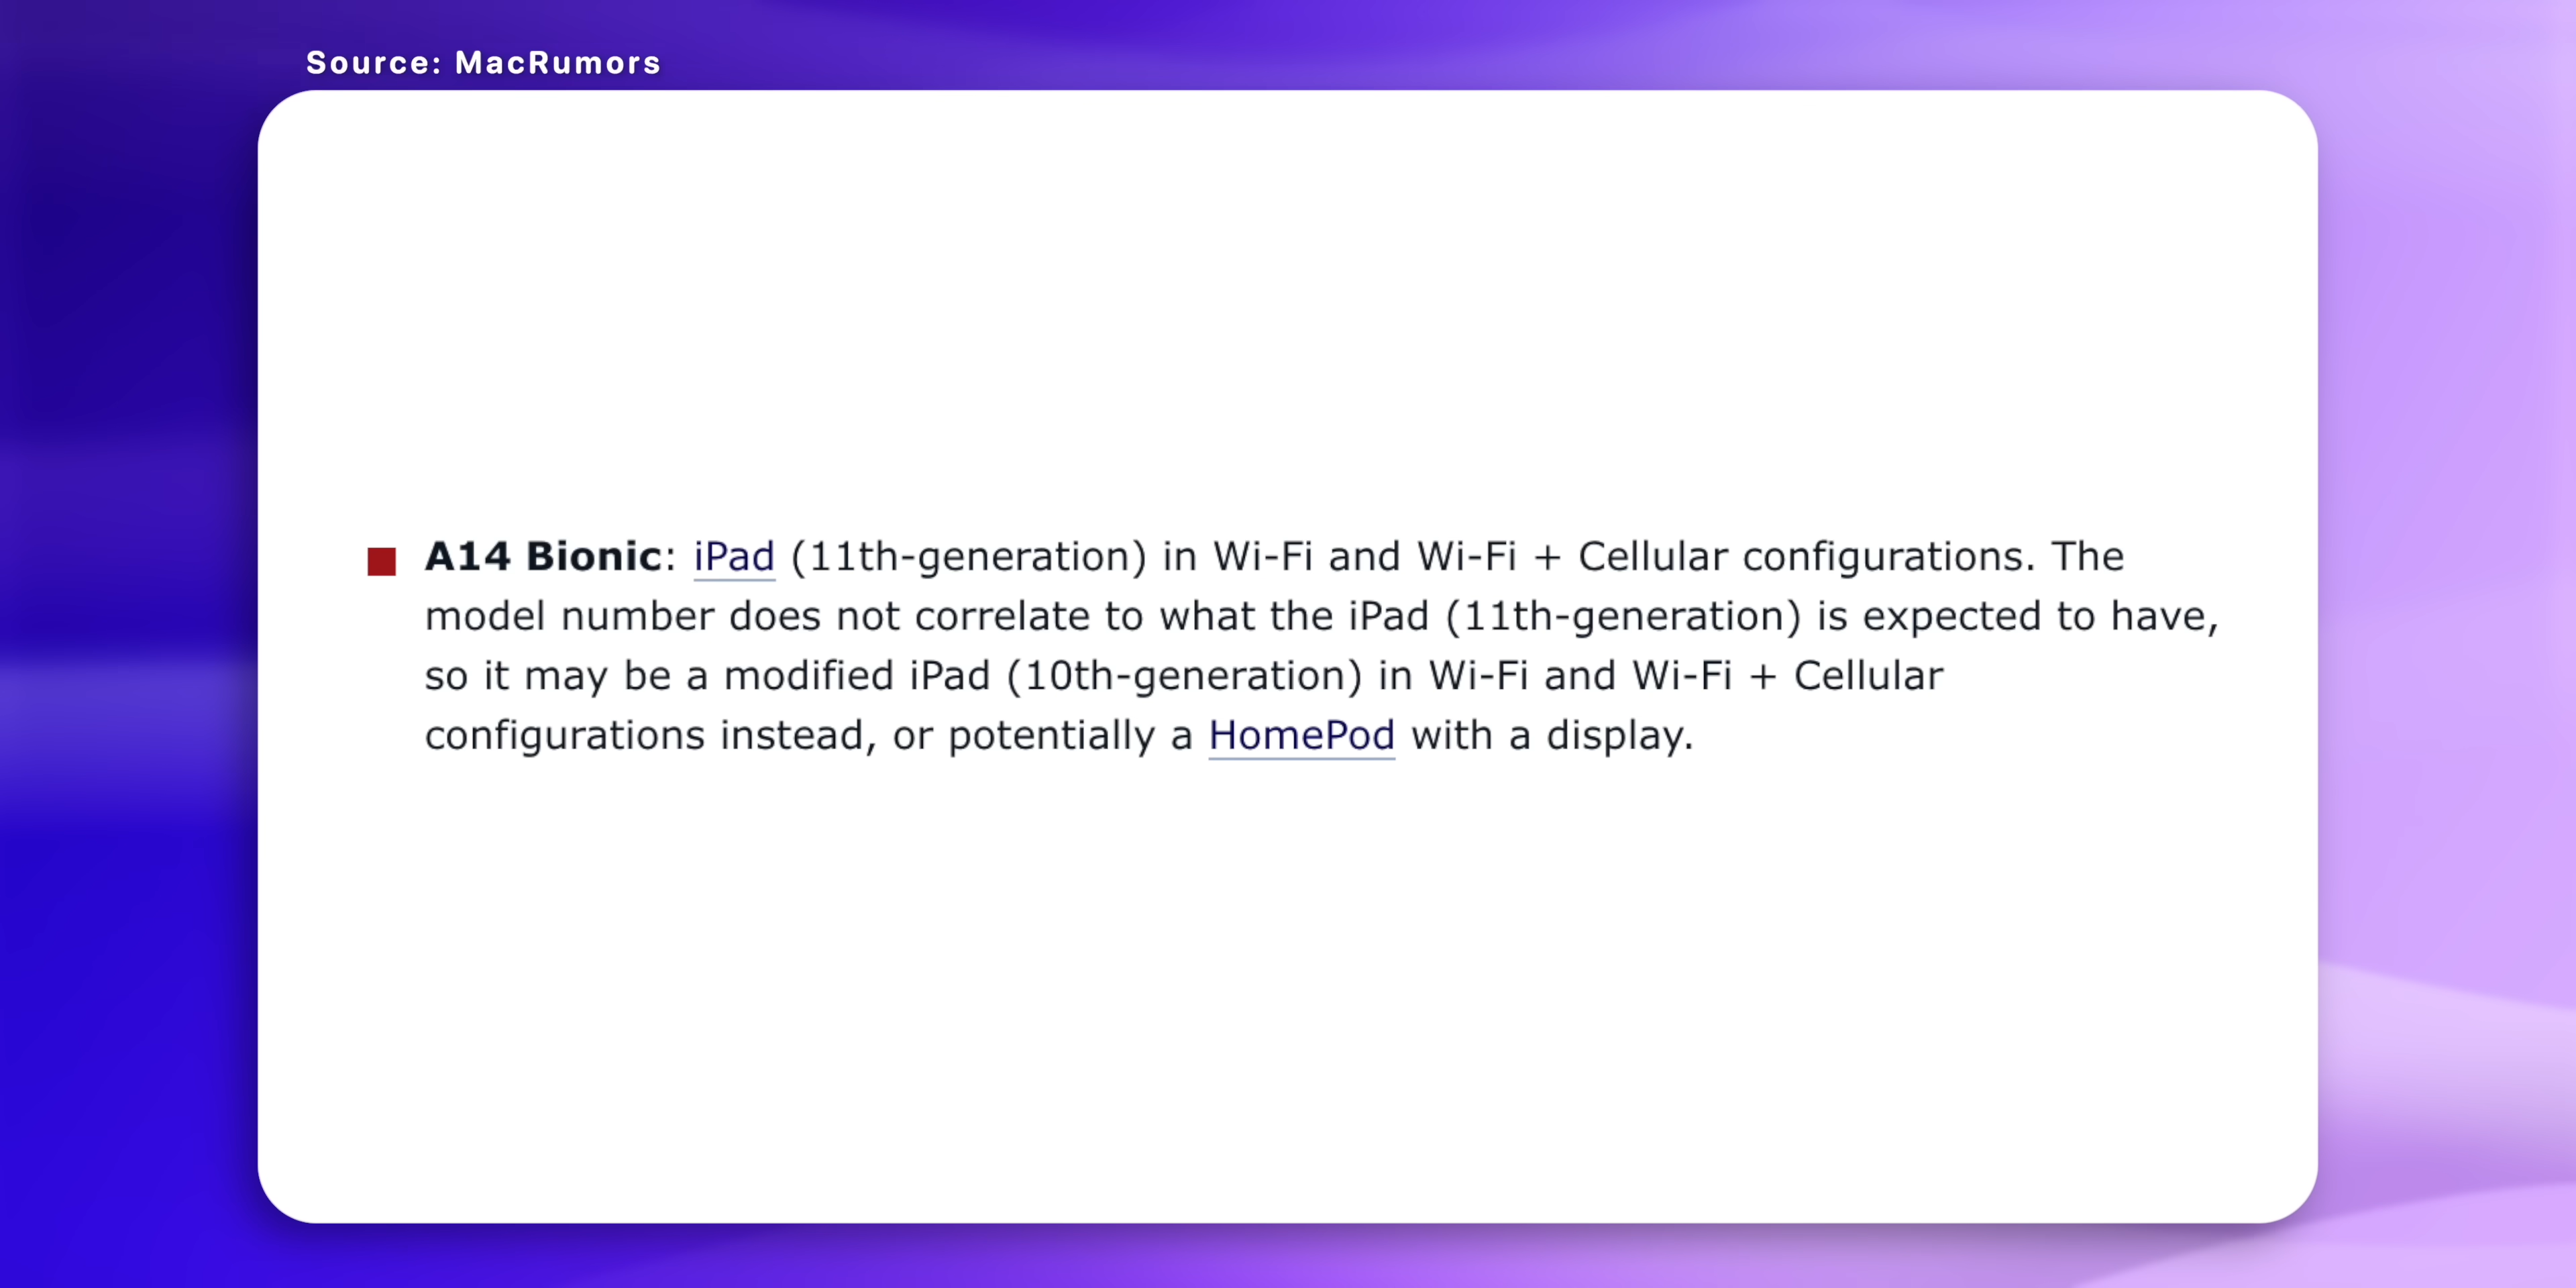 Source: MacRumors
A14 Bionic: iPad (11th-generation) in Wi-Fi and Wi-Fi + Cellular configurations. The
model number does not correlate to what the iPad (11th-generation) is expected to have,
so it may be a modified iPad (10th-generation) in Wi-Fi and Wi-Fi + Cellular
configurations instead, or potentially a HomePod with a display.